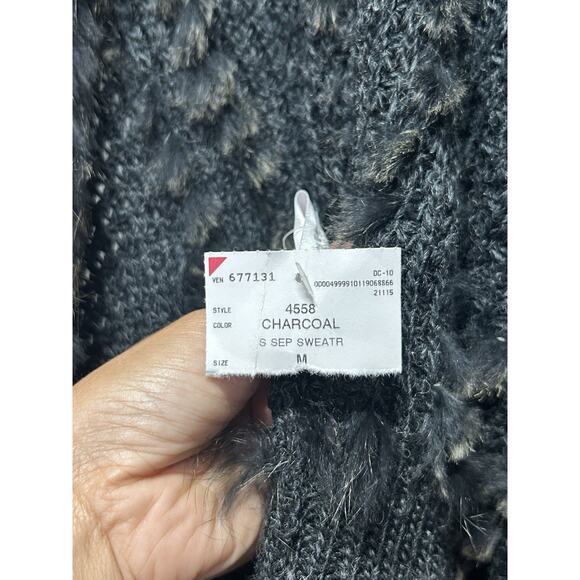 VEN 677131 DC-10
00004999910119068866
21115
STYLE 4558
COLOR CHARCOAL
S SEP SWEATR
SIZE M